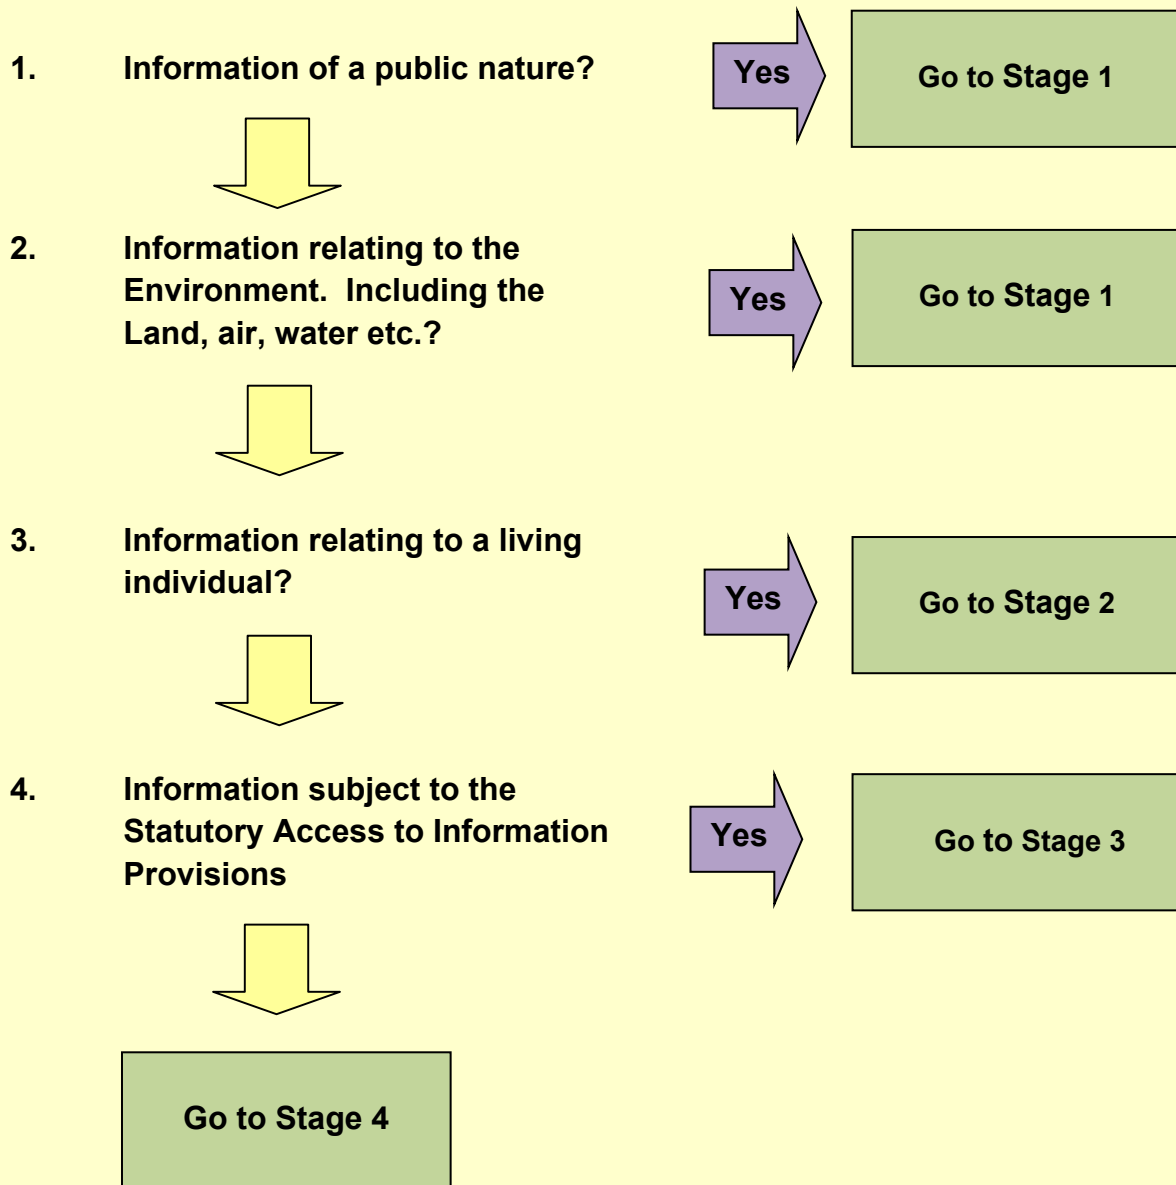 1. Information of a public nature?
Yes
Go to Stage 1
2. Information relating to the
Environment. Including the
Land, air, water etc.?
Yes
Go to Stage 1
3. Information relating to a living
individual?
Yes
Go to Stage 2
4. Information subject to the
Statutory Access to Information
Provisions
Yes
Go to Stage 3
Go to Stage 4